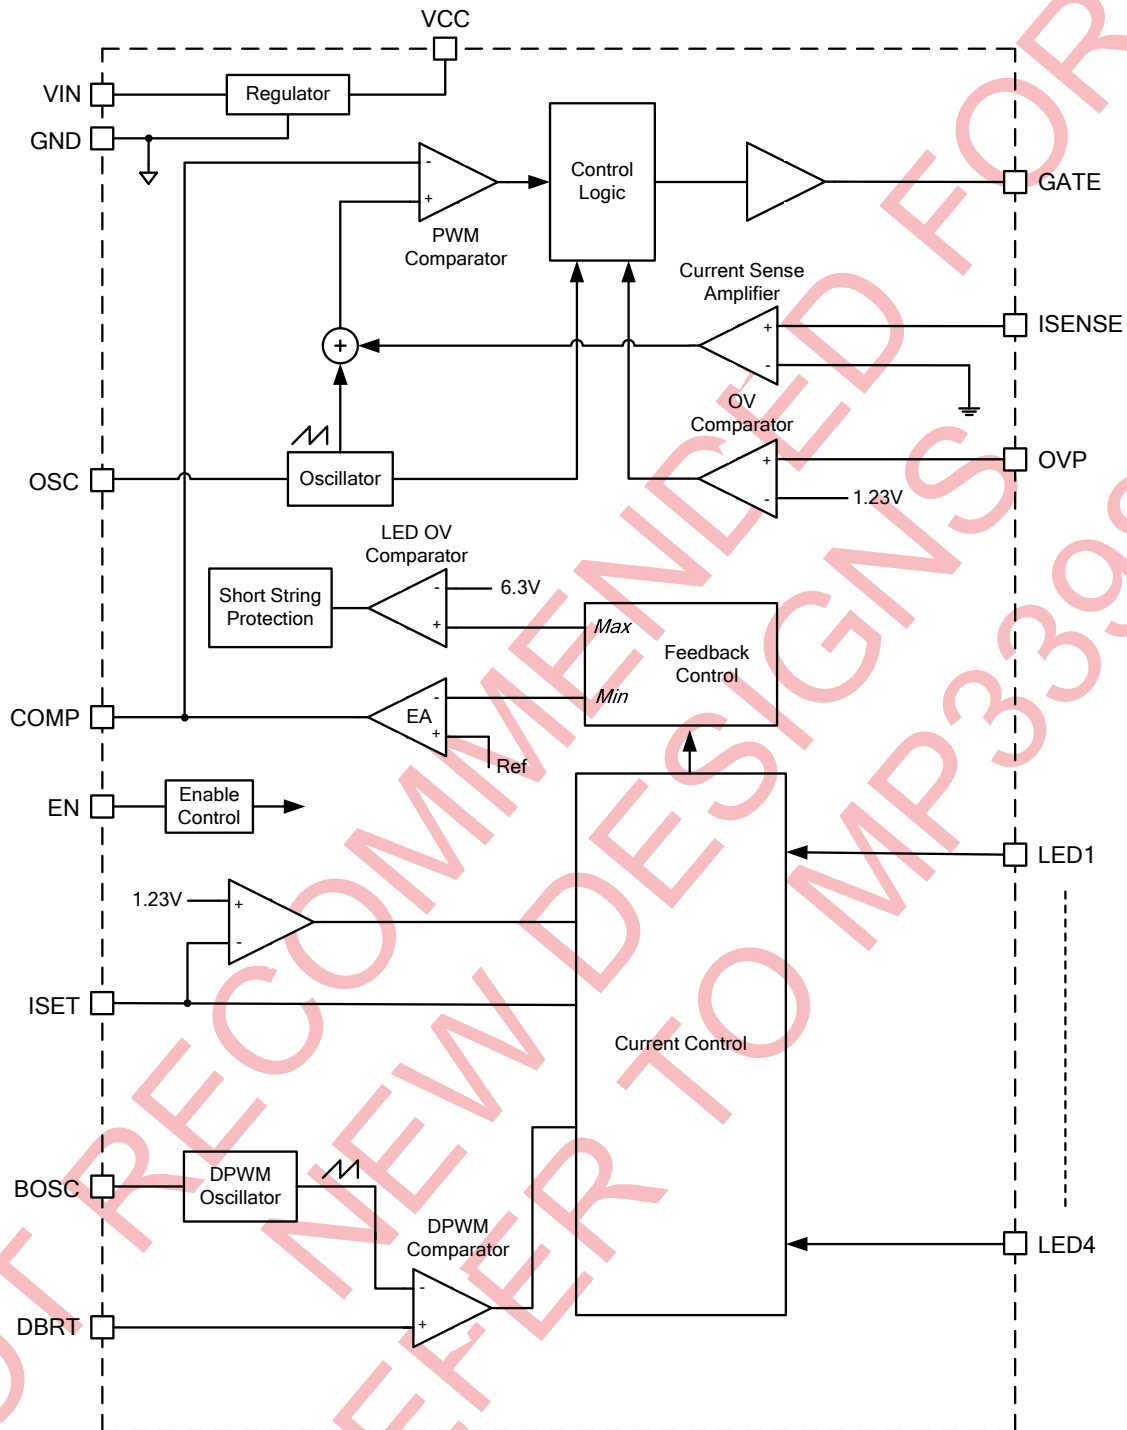 VCC
VIN
Regulator
GND
-
+
PWM
Comparator
Control
Logic
GATE
Current Sense
Amplifier
+
-
ISENSE
+
OV
Comparator
+
-
1.23V
OVP
OSC
Oscillator
LED OV
Comparator
Short String
Protection
-
+
6.3V
Max
Min
Feedback
Control
COMP
EA
-
+
Ref
EN
Enable
Control
LED1
1.23V
+
-
ISET
Current Control
BOSC
DPWM
Oscillator
DPWM
Comparator
-
+
LED4
DBRT
RECOMMENDED FOR
NEW DESIGNS
TO MP339